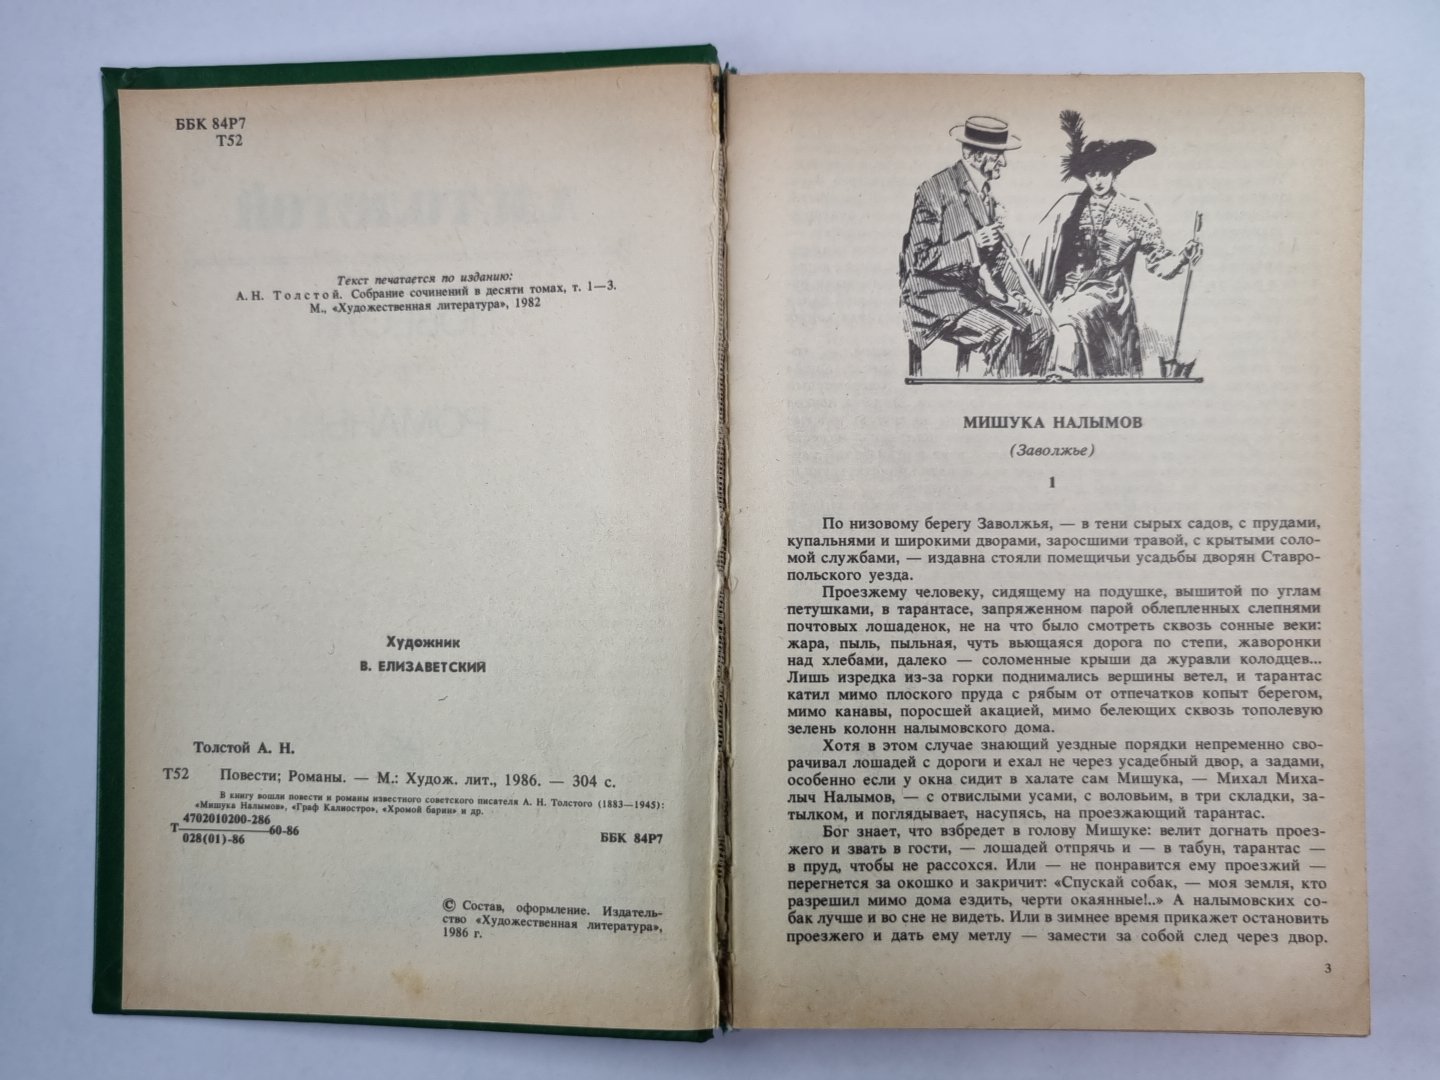 ББК 84Р7
Т52
Текст печатается по изданию:
А. Н. Толстой. Собрание сочинений в десяти томах, т. 1—3.
М., «Художественная литература», 1982
Художник
В. ЕЛИЗАВЕТСКИЙ
Толстой А. Н.
Т52 Повести; Романы. — М.: Худож. лит., 1986. — 304 с.
В книгу вошли повести и романы известного советского писателя А. Н. Толстого (1883—1945):
«Мишука Налымов», «Граф Калиостро», «Хромой барин» и др.
4702010200-286
Т————60-86
028(01)-86
ББК 84Р7
© Состав, оформление. Издатель-
ство «Художественная литература»,
1986 г.
МИШУКА НАЛЫМОВ
(Заволжье)
1
По низовому берегу Заволжья, — в тени сырых садов, с прудами,
купальнями и широкими дворами, заросшими травой, с крытыми соло-
мой службами, — издавна стояли помещичьи усадьбы дворян Ставро-
польского уезда.
Проезжему человеку, сидящему на подушке, вышитой по углам
петушками, в тарантасе, запряженном парой облепленных слепнями
почтовых лошаденок, не на что было смотреть сквозь сонные веки:
жара, пыль, пыльная, чуть вьющаяся дорога по степи, жаворонки
над хлебами, далеко — соломенные крыши да журавли колодцев...
Лишь изредка из-за горки поднимались вершины ветел, и тарантас
катил мимо плоского пруда с рябым от отпечатков копыт берегом,
мимо канавы, поросшей акацией, мимо белеющих сквозь тополевую
зелень колонн налымовского дома.
Хотя в этом случае знающий уездные порядки непременно сво-
рачивал лошадей с дороги и ехал не через усадебный двор, а задами,
особенно если у окна сидит в халате сам Мишука, — Михал Миха-
лыч Налымов, — с отвислыми усами, с воловьим, в три складки, за-
тылком, и поглядывает, насупясь, на проезжающий тарантас.
Бог знает, что взбредет в голову Мишуке: велит догнать проез-
жего и звать в гости, — лошадей отпрячь и — в табун, тарантас —
в пруд, чтобы не рассохся. Или — не понравится ему проезжий —
перегнется за окошко и закричит: «Спускай собак, — моя земля, кто
разрешил мимо дома ездить, черти окаянные!..» А налымовских со-
бак лучше и во сне не видеть. Или в зимнее время прикажет остановить
проезжего и дать ему метлу — замести за собой след через двор.
3